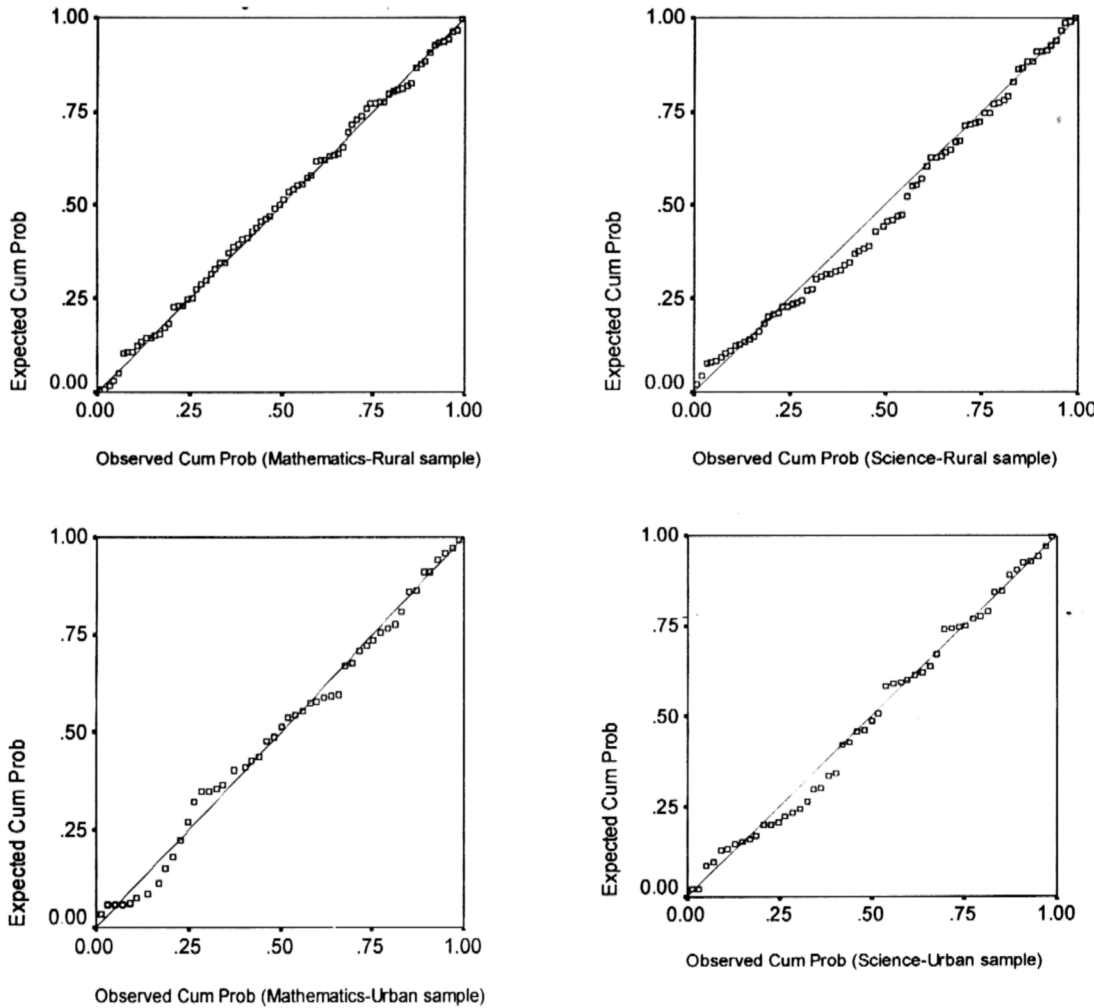 1.00
.75
.50
.25
0.00
Expected Cum Prob
0.00 .25 .50 .75 1.00
Observed Cum Prob (Mathematics-Rural sample)
1.00
.75
.50
.25
0.00
Expected Cum Prob
0.00 .25 .50 .75 1.00
Observed Cum Prob (Science-Rural sample)
1.00
.75
.50
.25
0.00
Expected Cum Prob
0.00 .25 .50 .75 1.00
Observed Cum Prob (Mathematics-Urban sample)
1.00
.75
.50
.25
0.00
Expected Cum Prob
0.00 .25 .50 .75 1.00
Observed Cum Prob (Science-Urban sample)